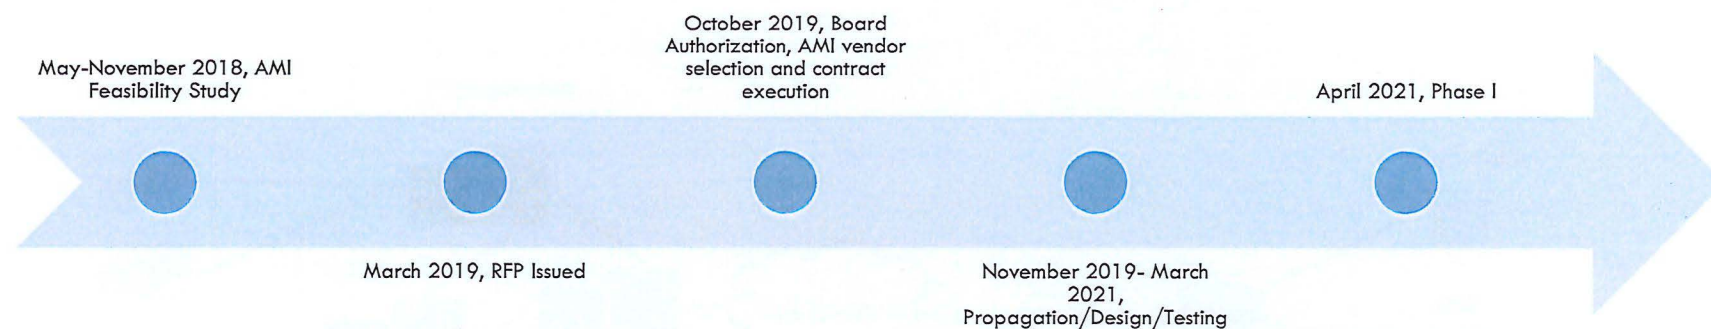 May-November 2018, AMI
Feasibility Study
March 2019, RFP Issued
October 2019, Board
Authorization, AMI vendor
selection and contract
execution
November 2019- March
2021,
Propagation/Design/Testing
April 2021, Phase I